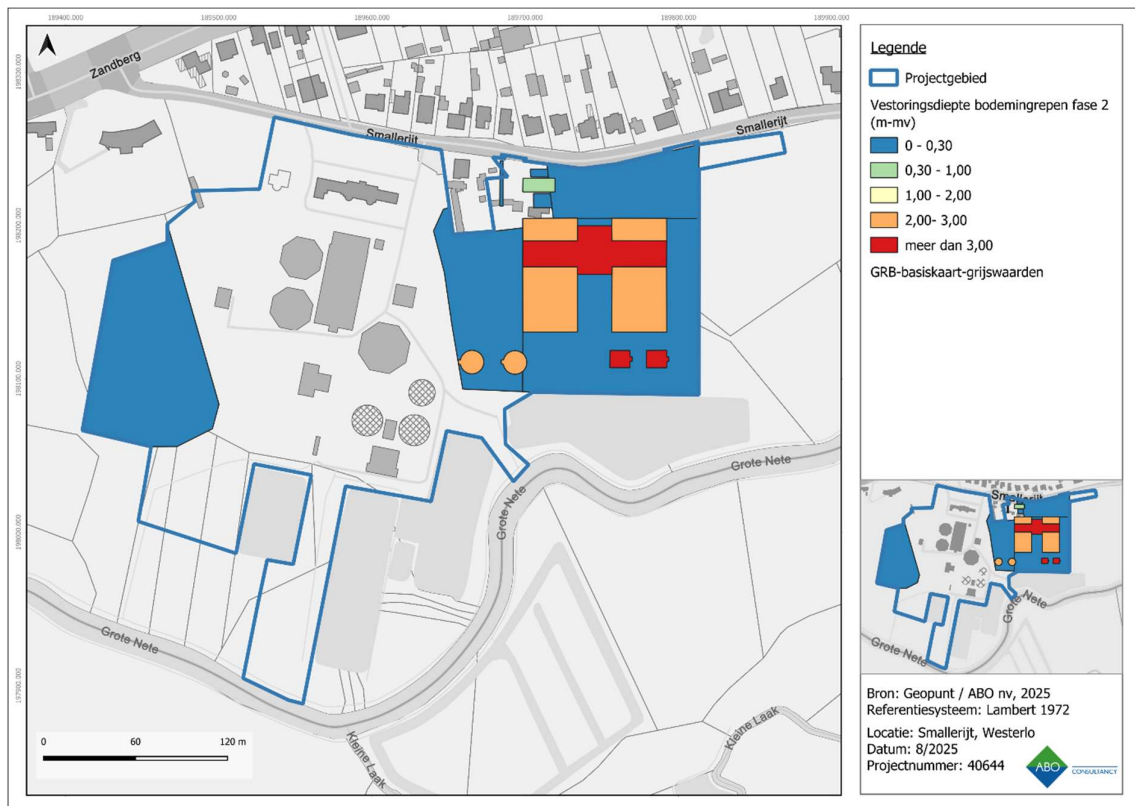 189400.000 189500.000 189600.000 189700.000 189800.000 189900.000
198300.000
198200.000
198100.000
198000.000
197900.000
Zandberg
Smallerijt
Smallerijt
Grote Nete
Grote Nete
Grote Nete
Kleine Laak
Kleine Laak
0 60 120 m
Legende
Projectgebied
Vestoringsdiepte bodemingrepen fase 2
(m-mv)
0 - 0,30
0,30 - 1,00
1,00 - 2,00
2,00- 3,00
meer dan 3,00
GRB-basiskaart-grijswaarden
Smallerijt
Grote Nete
Grote Nete
Bron: Geopunt / ABO nv, 2025
Referentiesysteem: Lambert 1972
Locatie: Smallerijt, Westerlo
Datum: 8/2025
Projectnummer: 40644
ABO
CONSULTANCY